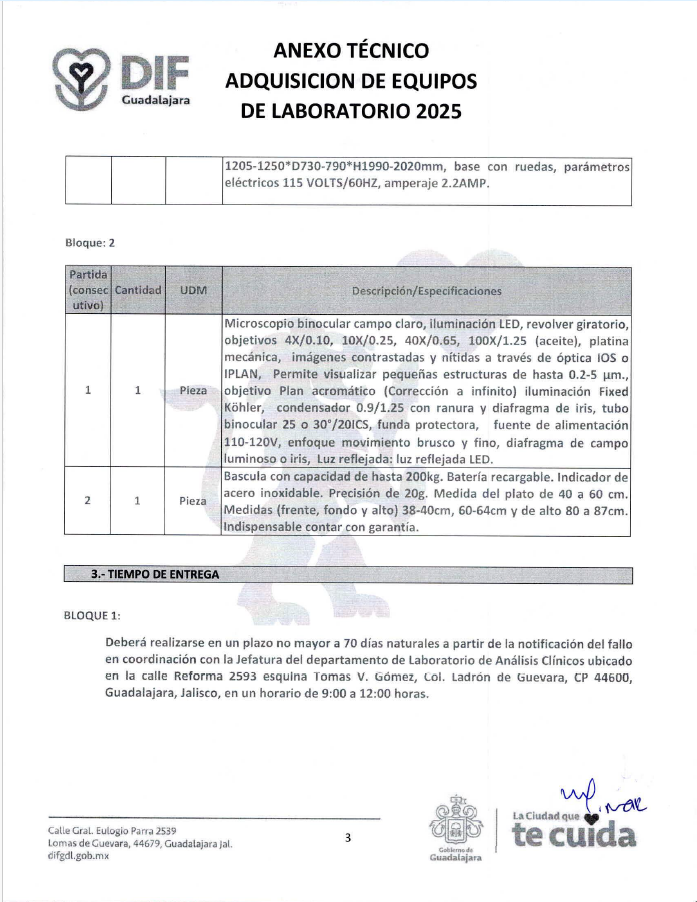 ANEXO TÉCNICO
ADQUISICION DE EQUIPOS
DE LABORATORIO 2025
DIF
Guadalajara
1205-1250*D730-790*H1990-2020mm, base con ruedas, parámetros
eléctricos 115 VOLTS/60HZ, amperaje 2.2AMP.
Bloque: 2
Partida
(consec
utivo)
Cantidad
UDM
Descripción/Especificaciones
1
1
Pieza
Microscopio binocular campo claro, iluminación LED, revolver giratorio,
objetivos 4X/0.10, 10X/0.25, 40X/0.65, 100X/1.25 (aceite), platina
mecánica, imágenes contrastadas y nítidas a través de óptica IOS o
IPLAN, Permite visualizar pequeñas estructuras de hasta 0.2-5 µm.,
objetivo Plan acromático (Corrección a infinito) iluminación Fixed
Köhler, condensador 0.9/1.25 con ranura y diafragma de iris, tubo
binocular 25 o 30°/20ICS, funda protectora, fuente de alimentación
110-120V, enfoque movimiento brusco y fino, diafragma de campo
luminoso o iris, Luz reflejada: luz reflejada LED.
2
1
Pieza
Bascula con capacidad de hasta 200kg. Batería recargable. Indicador de
acero inoxidable. Precisión de 20g. Medida del plato de 40 a 60 cm.
Medidas (frente, fondo y alto) 38-40cm, 60-64cm y de alto 80 a 87cm.
Indispensable contar con garantía.
3.- TIEMPO DE ENTREGA
BLOQUE 1:
Deberá realizarse en un plazo no mayor a 70 días naturales a partir de la notificación del fallo
en coordinación con la Jefatura del departamento de Laboratorio de Análisis Clínicos ubicado
en la calle Reforma 2593 esquina Tomas V. Gómez, Col. Ladrón de Guevara, CP 44600,
Guadalajara, Jalisco, en un horario de 9:00 a 12:00 horas.
Calle Gral. Eulogio Parra 2539
Lomas de Guevara, 44679, Guadalajara Jal.
difgdl.gob.mx
3
Gobierno de
Guadalajara
La Ciudad que
te cuida